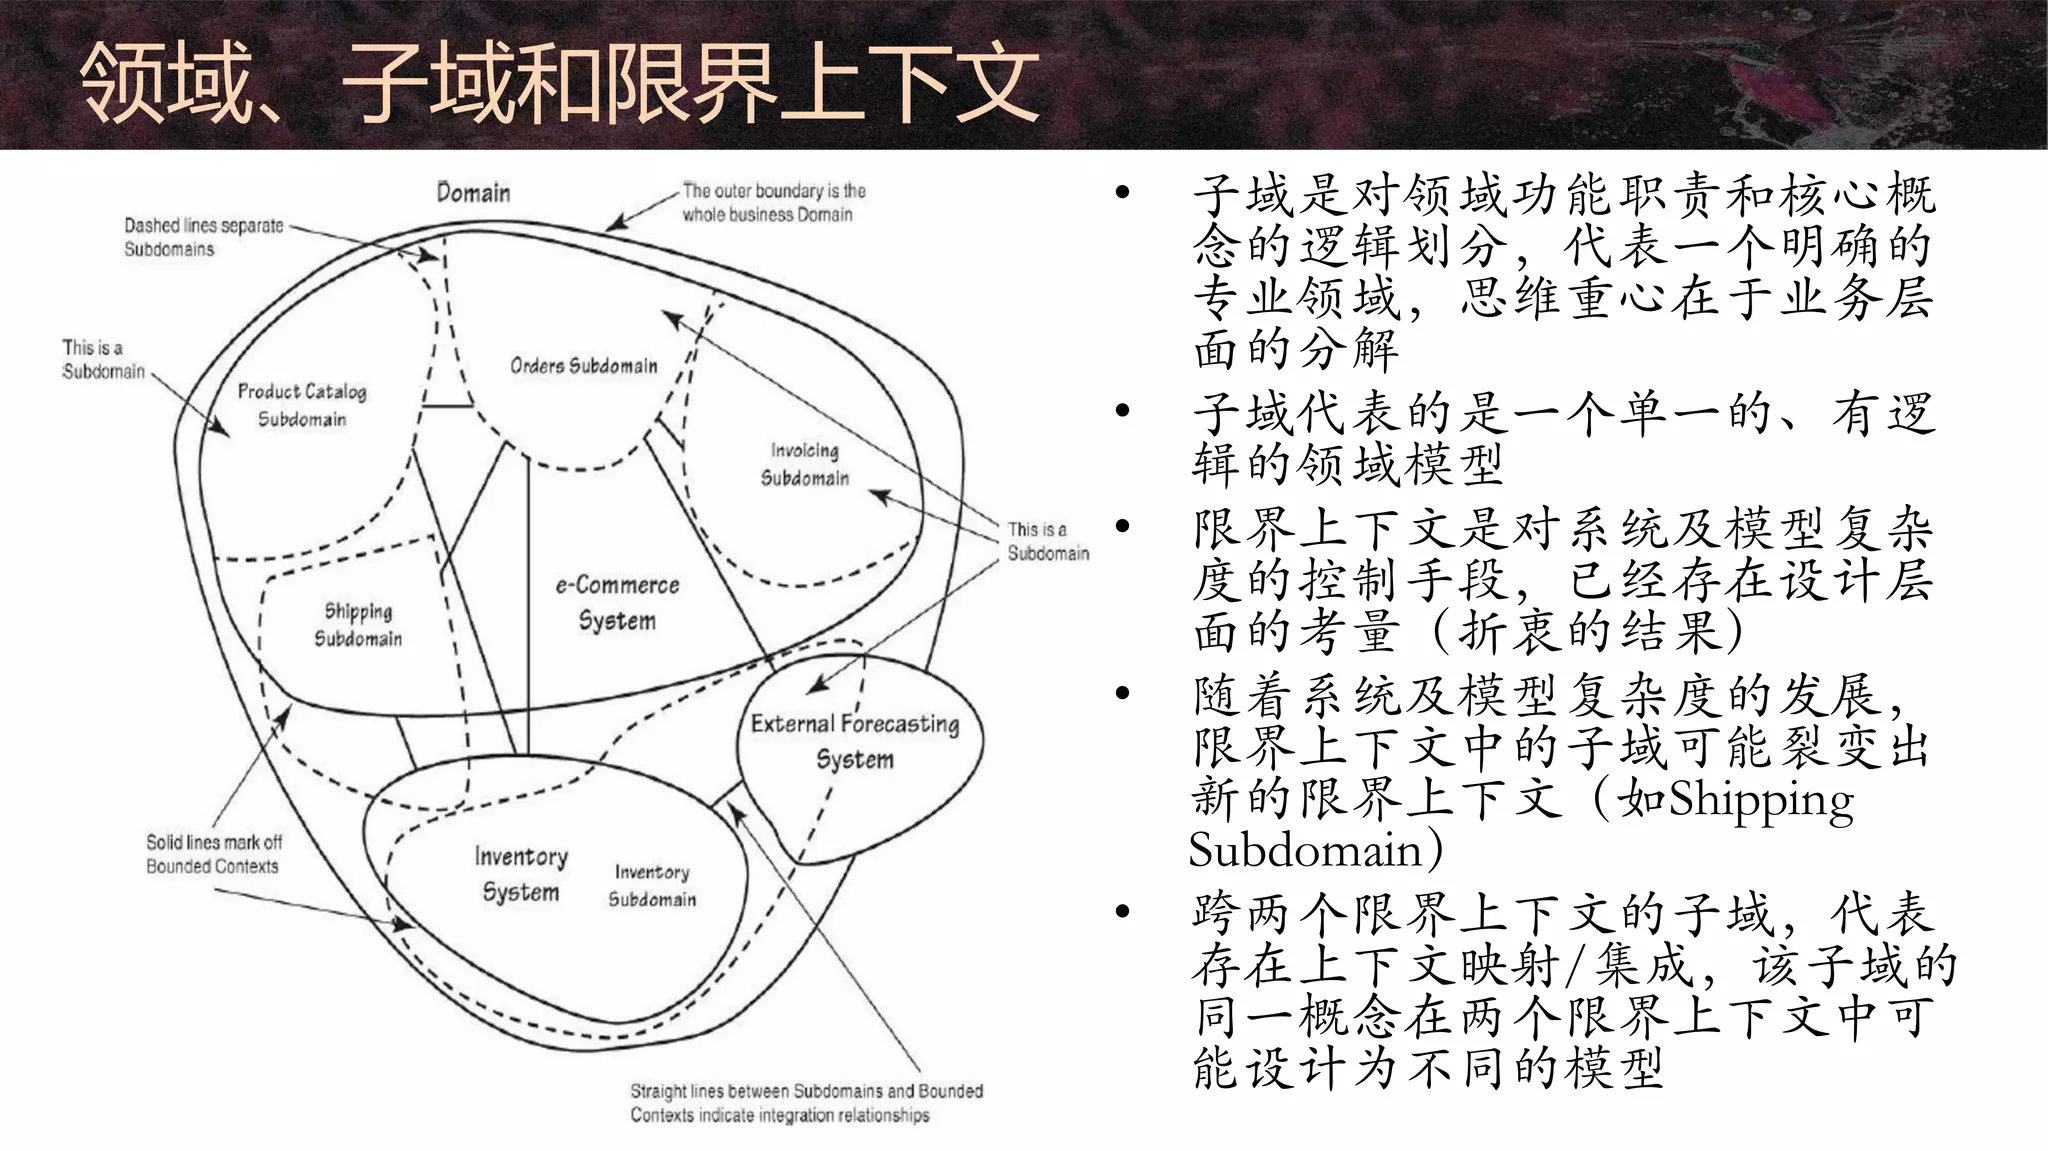 领域、子域和限界上下文
Domain
The outer boundary is the
whole business Domain
Dashed lines separate
Subdomains
This is a
Subdomain
Product Catalog
Subdomain
Orders Subdomain
Invoicing
Subdomain
This is a
Subdomain
e-Commerce
System
Shipping
Subdomain
External Forecasting
System
Solid lines mark off
Bounded Contexts
Inventory
System
Inventory
Subdomain
Straight lines between Subdomains and Bounded
Contexts indicate integration relationships
• 子域是对领域功能职责和核心概
念的逻辑划分，代表一个明确的
专业领域，思维重心在于业务层
面的分解
• 子域代表的是一个单一的、有逻
辑的领域模型
• 限界上下文是对系统及模型复杂
度的控制手段，已经存在设计层
面的考量（折衷的结果）
• 随着系统及模型复杂度的发展，
限界上下文中的子域可能裂变出
新的限界上下文（如Shipping
Subdomain）
• 跨两个限界上下文的子域，代表
存在上下文映射/集成，该子域的
同一概念在两个限界上下文中可
能设计为不同的模型